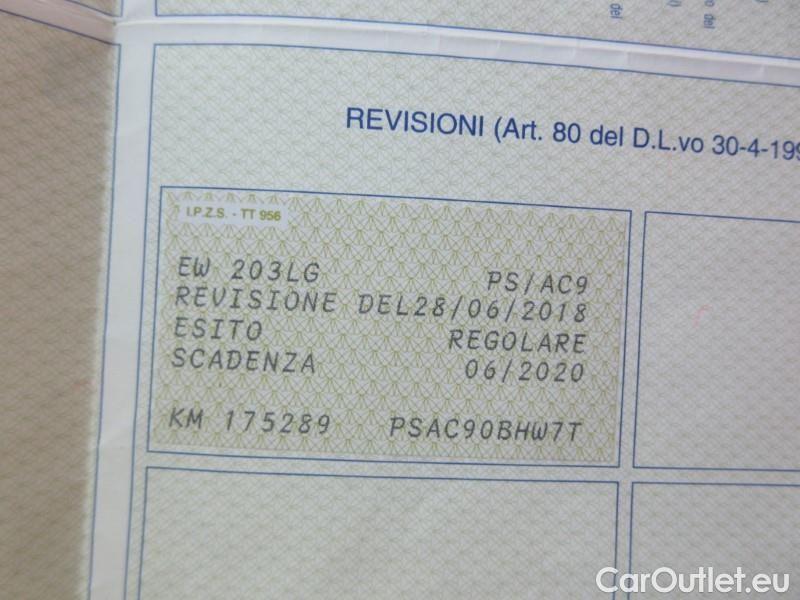 REVISIONI (Art. 80 del D.L.vo 30-4-199
I.P.Z.S. - TT 956
EW 203LG PS/AC9
REVISIONE DEL28/06/2018
ESITO REGOLARE
SCADENZA 06/2020
KM 175289 PSAC90BHW7T
CarOutlet.eu